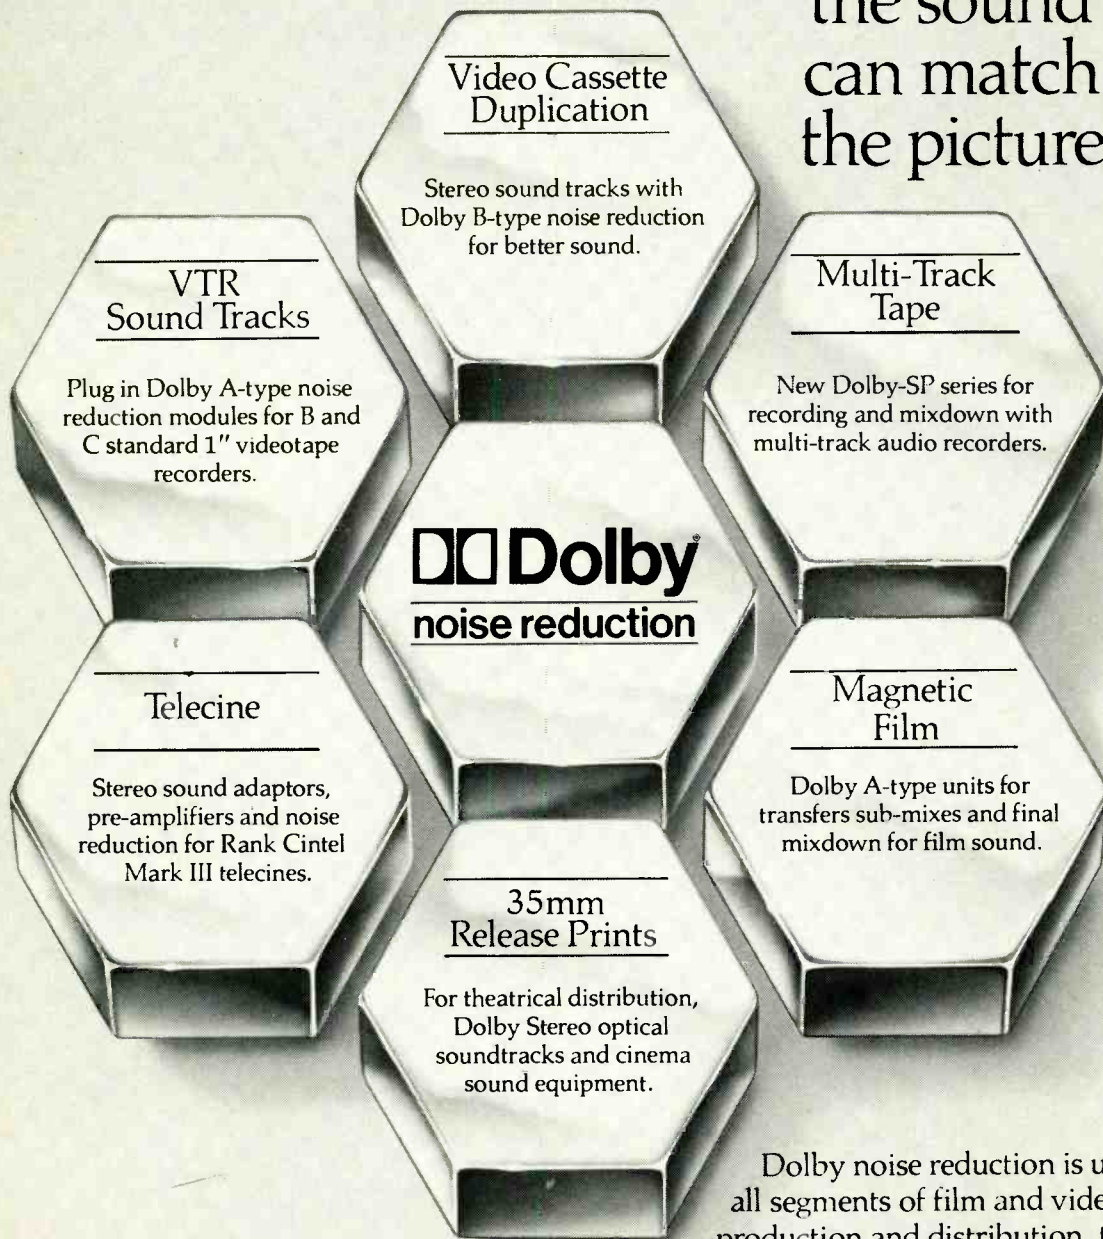 the sound
can match
the picture
Video Cassette
Duplication
Stereo sound tracks with
Dolby B-type noise reduction
for better sound.
VTR
Sound Tracks
Plug in Dolby A-type noise
reduction modules for B and
C standard 1" videotape
recorders.
Multi-Track
Tape
New Dolby-SP series for
recording and mixdown with
multi-track audio recorders.
Dolby®
noise reduction
Telecine
Stereo sound adaptors,
pre-amplifiers and noise
reduction for Rank Cintel
Mark III telecines.
Magnetic
Film
Dolby A-type units for
transfers sub-mixes and final
mixdown for film sound.
35mm
Release Prints
For theatrical distribution,
Dolby Stereo optical
soundtracks and cinema
sound equipment.
Dolby noise reduction is
all segments of film and
production and distribution,